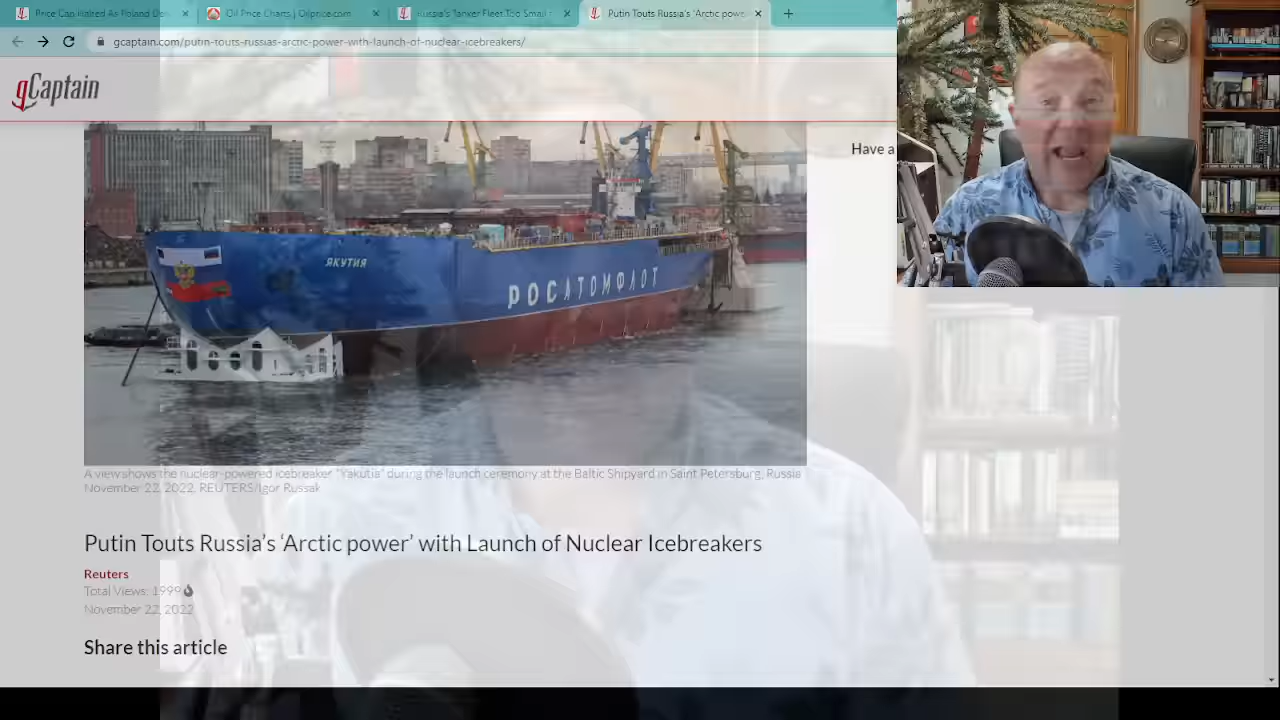 Price Cap Halted As Poland Den
Oil Price Charts | Oilprice.com
Russia's Tanker Fleet Too Small
Putin Touts Russia's 'Arctic powe
gcaptain.com/putin-touts-russias-arctic-power-with-launch-of-nuclear-icebreakers/
gCaptain
Have a
ЯКУТИЯ
РОСАТОМФЛОТ
A view shows the nuclear-powered icebreaker "Yakutia" during the launch ceremony at the Baltic Shipyard in Saint Petersburg, Russia
November 22, 2022, REUTERS/Igor Russak
Putin Touts Russia's 'Arctic power' with Launch of Nuclear Icebreakers
Reuters
Total Views: 1999
November 22, 2022
Share this article